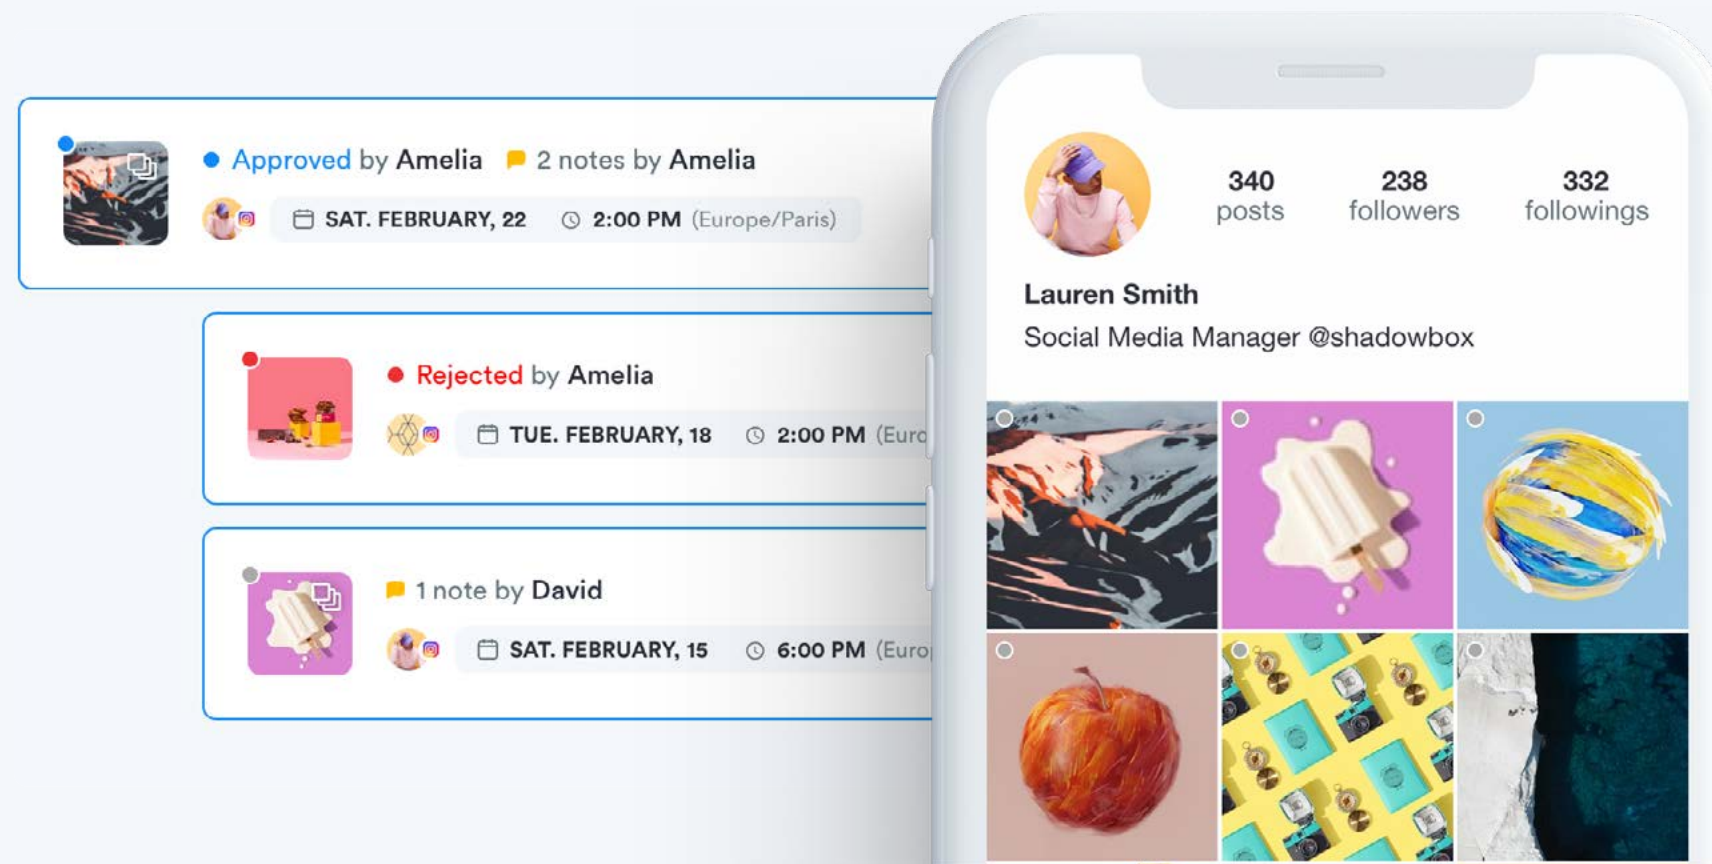 Approved by Amelia 2 notes by Amelia
SAT. FEBRUARY, 22 2:00 PM (Europe/Paris)
Rejected by Amelia
TUE. FEBRUARY, 18 2:00 PM (Euro
1 note by David
SAT. FEBRUARY, 15 6:00 PM (Euro
340 238 332
posts followers followings
Lauren Smith
Social Media Manager @shadowbox